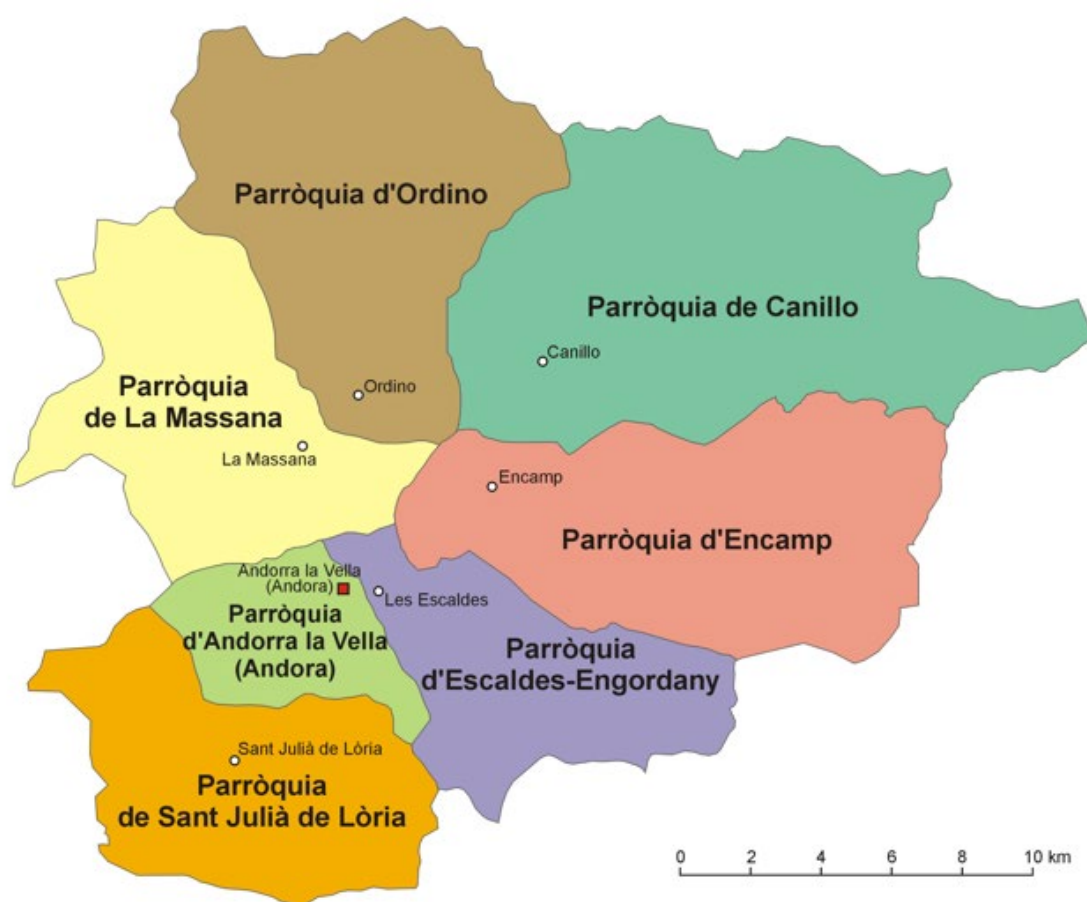 Parròquia d'Ordino
Parròquia de Canillo
Canillo
Ordino
Parròquia
de La Massana
La Massana
Encamp
Parròquia d'Encamp
Andorra la Vella
(Andora)
Les Escaldes
Parròquia
d'Andorra la Vella
(Andora)
Parròquia
d'Escaldes-Engordany
Sant Julià de Lòria
Parròquia
de Sant Julià de Lòria
0 2 4 6 8 10 km